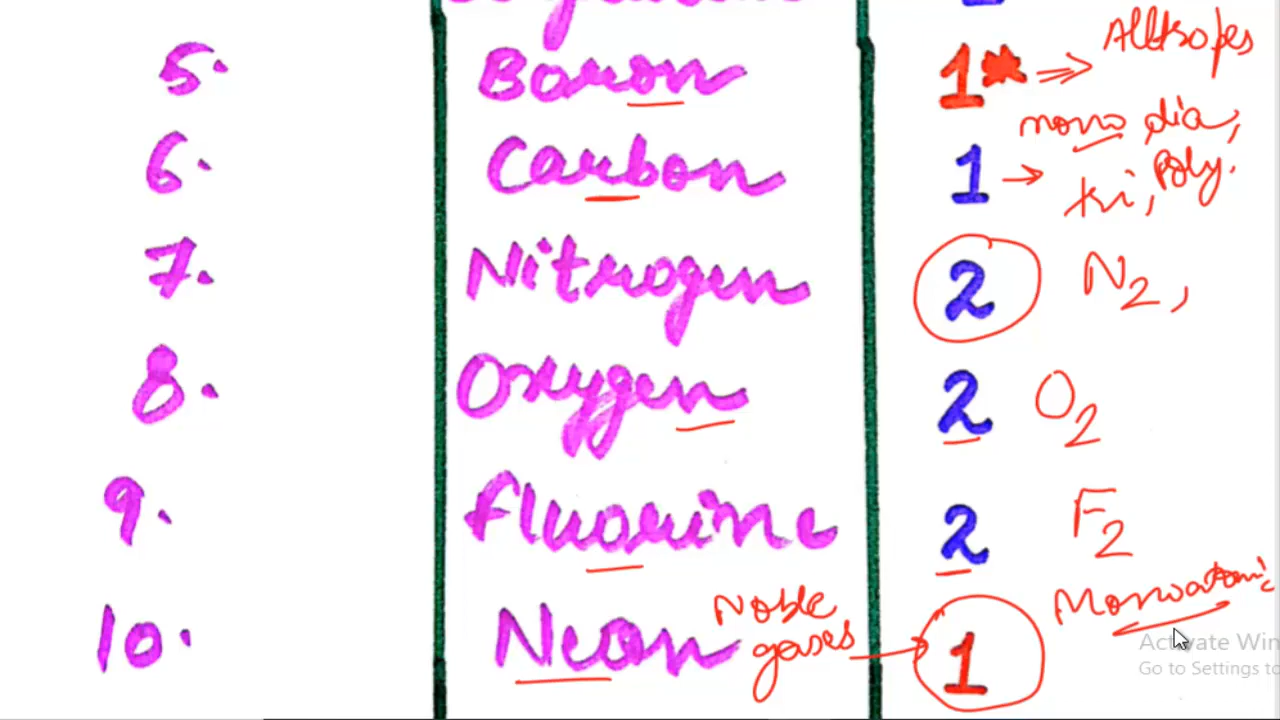 5. Boron 1* ⇒ Alltropes
mono dia,
6. Carbon 1 → tri, poly.
7. Nitrogen 2 N2,
8. Oxygen 2 O2
9. Fluorine 2 F2
Noble gases → Monoatomic
10. Neon 1
Activate Win
Go to Settings to